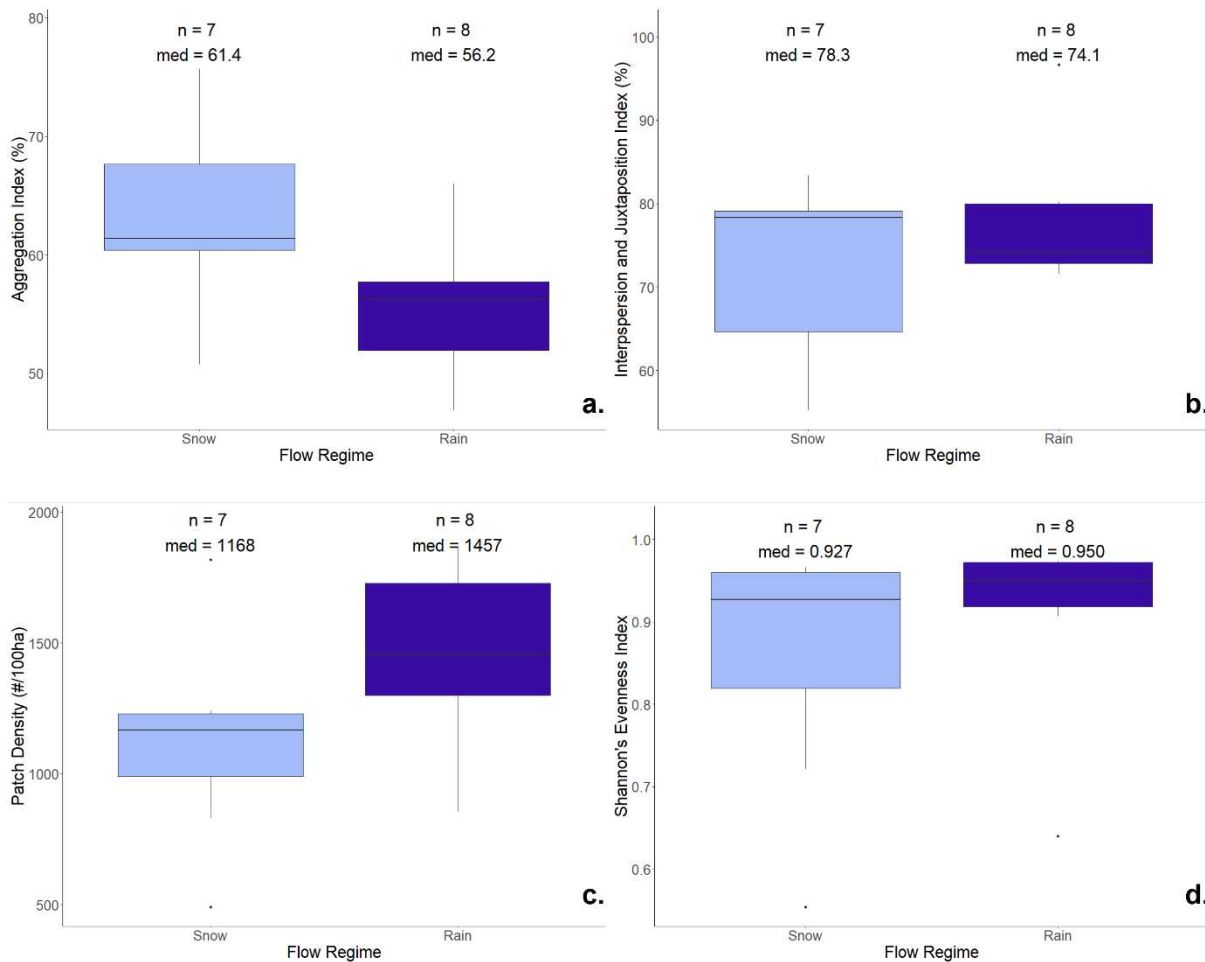 80
70
60
50
Aggregation Index (%)
n = 7
med = 61.4
n = 8
med = 56.2
a.
Snow
Rain
Flow Regime
100
90
80
70
60
Interpspersion and Juxtaposition Index (%)
n = 7
med = 78.3
n = 8
med = 74.1
b.
Snow
Rain
Flow Regime
2000
1500
1000
500
Patch Density (#/100ha)
n = 7
med = 1168
n = 8
med = 1457
c.
Snow
Rain
Flow Regime
1.0
0.9
0.8
0.7
0.6
Shannon's Evenness Index
n = 7
med = 0.927
n = 8
med = 0.950
d.
Snow
Rain
Flow Regime